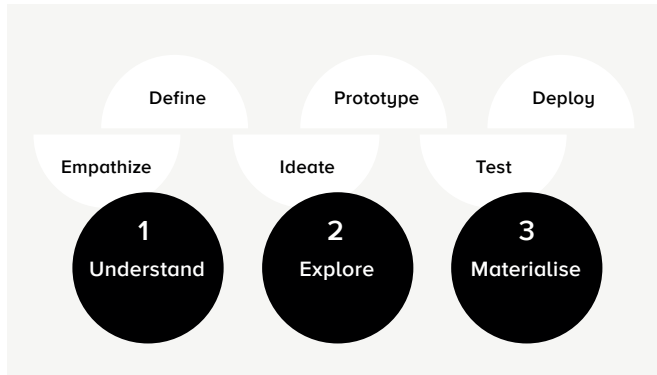 Define
Prototype
Deploy
Empathize
Ideate
Test
1
Understand
2
Explore
3
Materialise